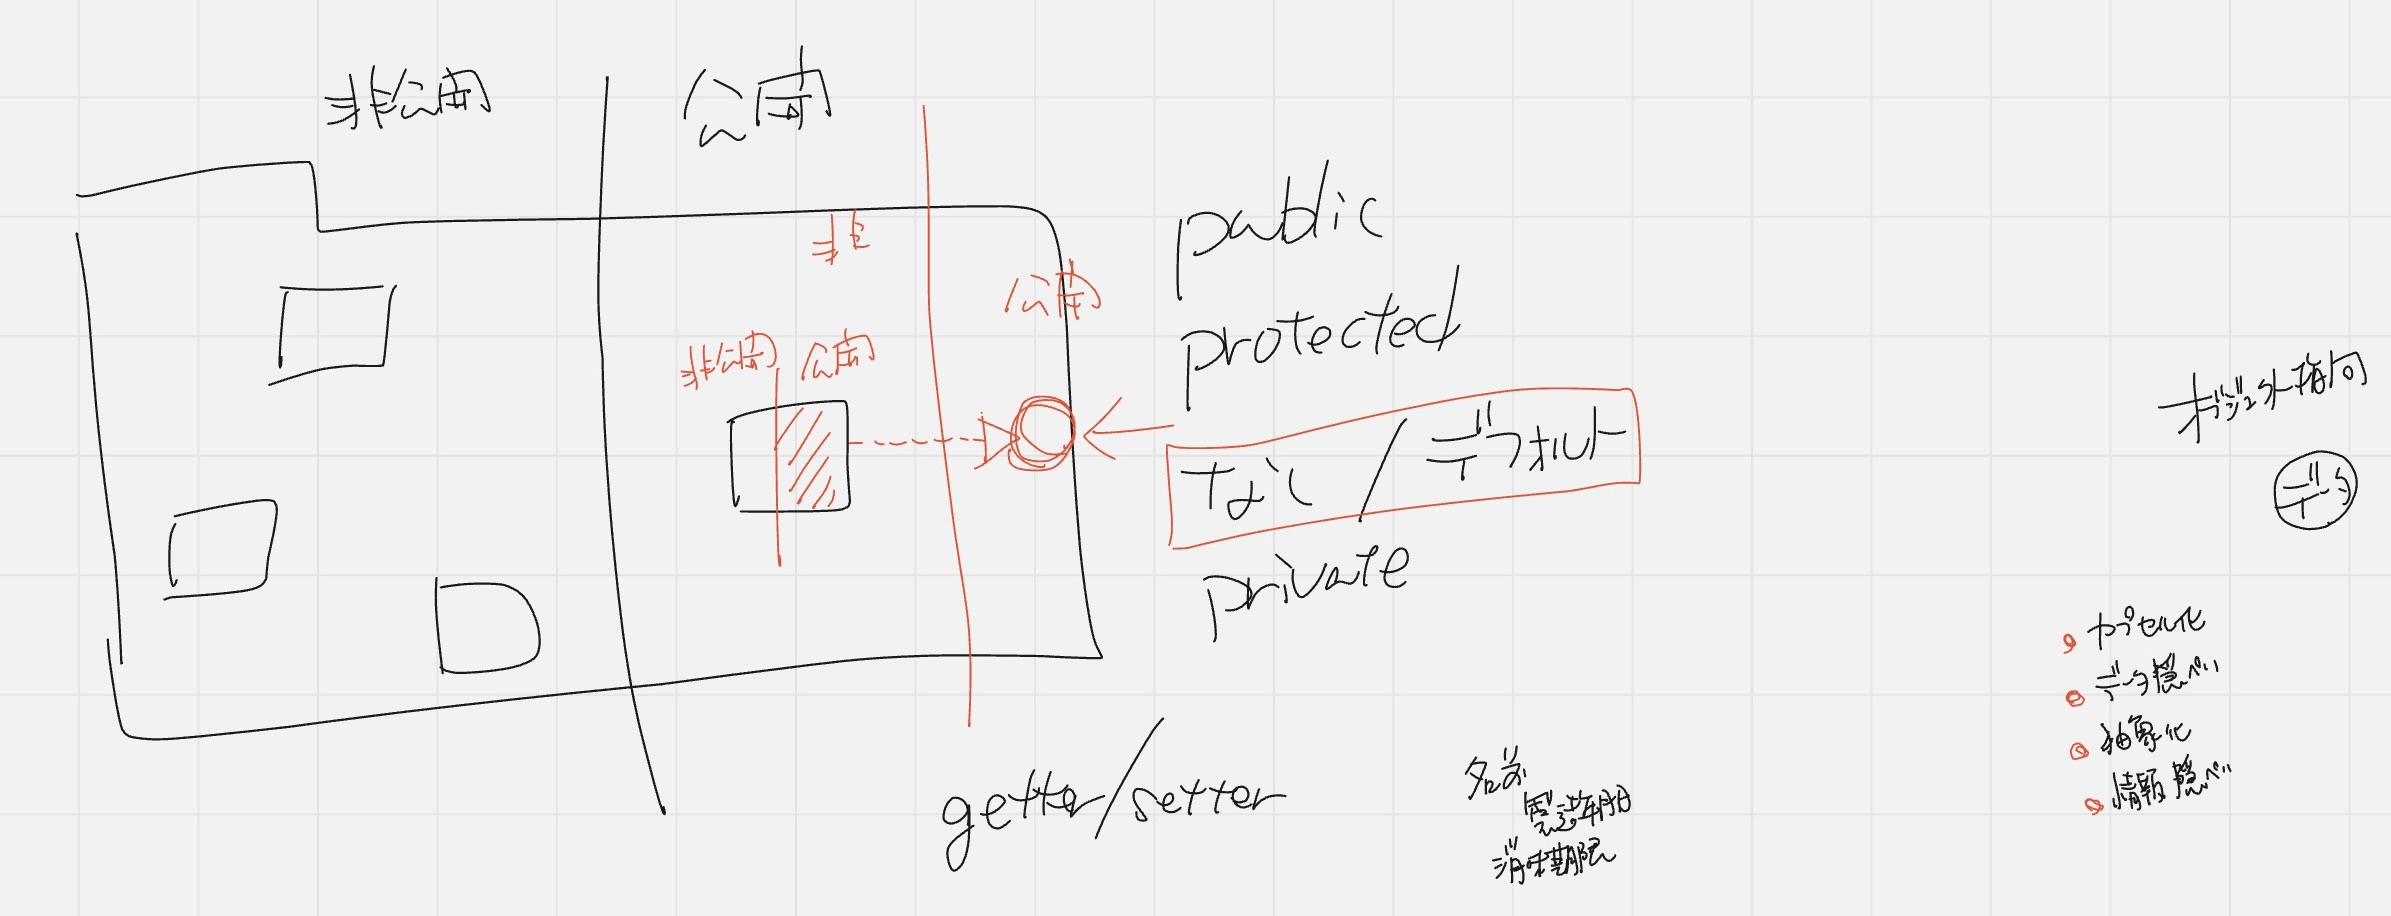 非公開
公開
非
公開
非公開
公開
public
protected
なし/デフォルト
private
getter/setter
名前
製造年月日
消味期限
オブジェクト指向
データ
カプセル化
データ隠ぺい
抽象化
情報隠ぺい